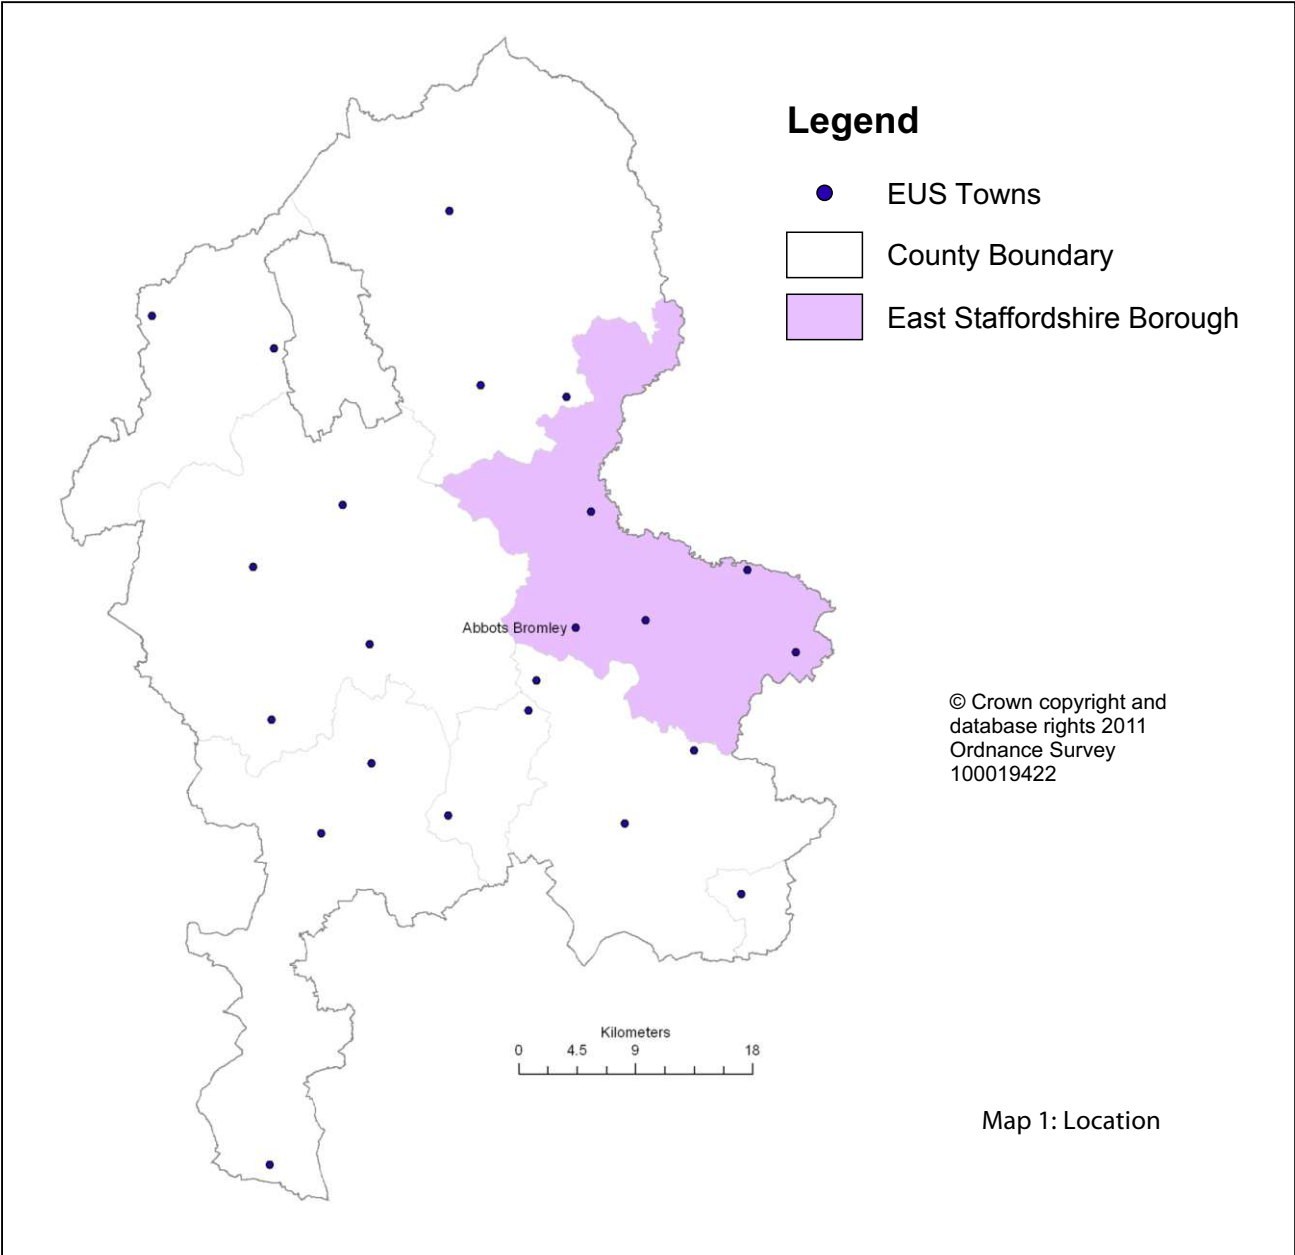 Legend
EUS Towns
County Boundary
East Staffordshire Borough
Abbots Bromley
© Crown copyright and
database rights 2011
Ordnance Survey
100019422
Kilometers
0 4.5 9 18
Map 1: Location